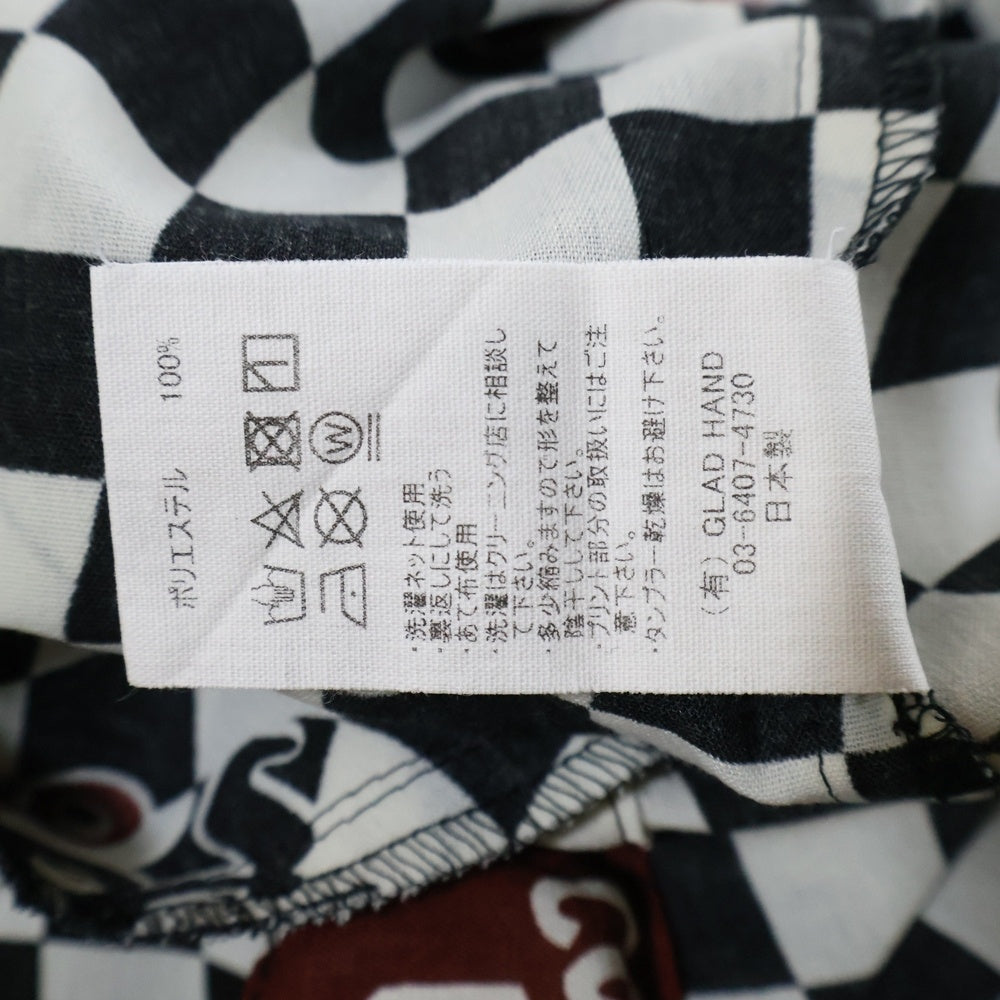 ポリエステル 100%
W
・洗濯ネット使用
・裏返しにして洗う
・あて布使用
・洗濯はクリーニング店に相談し
て下さい。
・多少縮みますので形を整えて
陰干しして下さい。
・プリント部分の取扱いにはご注
意下さい。
・タンブラー乾燥はお避け下さい。
(有) GLAD HAND
03-6407-4730
日本製